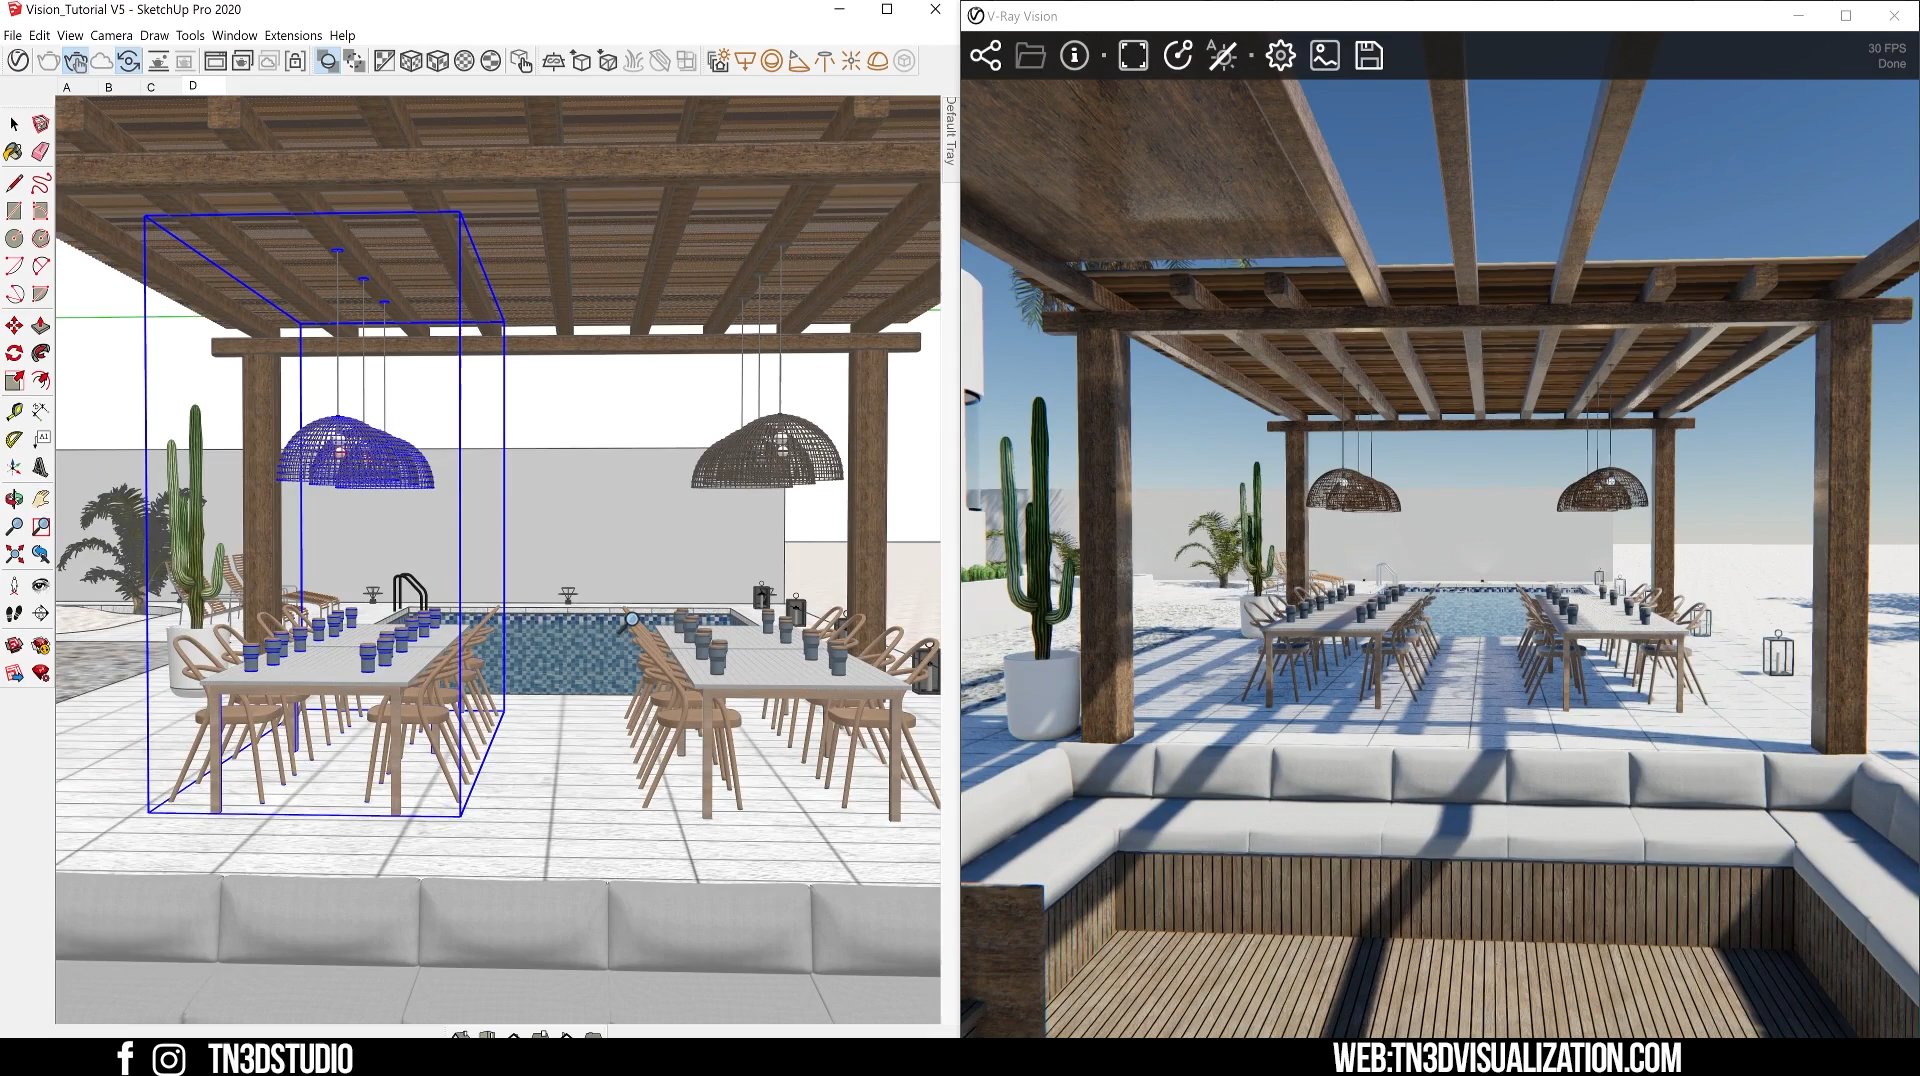 Vision_Tutorial V5 - SketchUp Pro 2020
File Edit View Camera Draw Tools Window Extensions Help
A B C D
Default Tray
V-Ray Vision
30 FPS
Done
TN3DSTUDIO
WEB:TN3DVISUALIZATION.COM